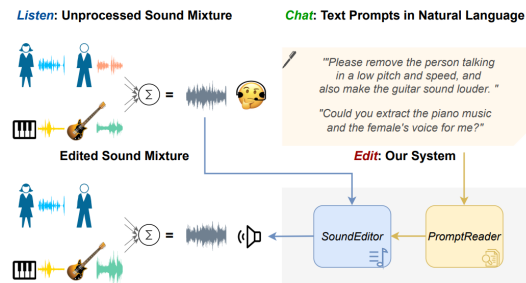 Listen: Unprocessed Sound Mixture
Chat: Text Prompts in Natural Language
Σ =
"'Please remove the person talking
in a low pitch and speed, and
also make the guitar sound louder. "
"Could you extract the piano music
and the female's voice for me?"
Edited Sound Mixture
Edit: Our System
Σ =
SoundEditor
PromptReader